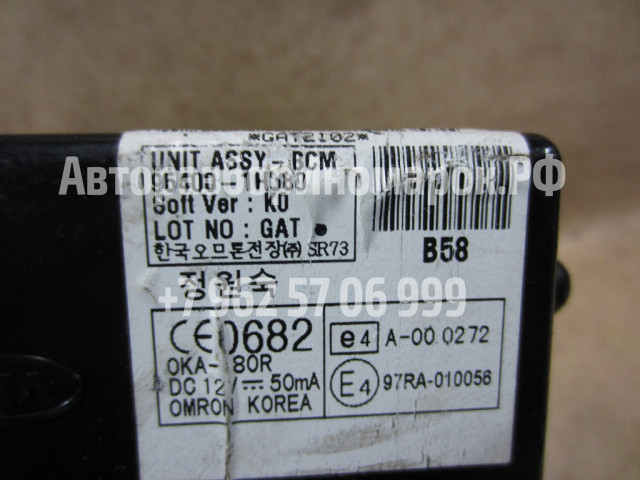 *GAT2102*
UNIT ASSY-BCM
Soft Ver : K0
LOT NO : GAT
한국오므론전장(주) SR73
B58
정원숙
+7 962 57 06 999
CE0682
e4 A-00 0272
DC 12V 50mA
E4 97RA-010056
OMRON KOREA